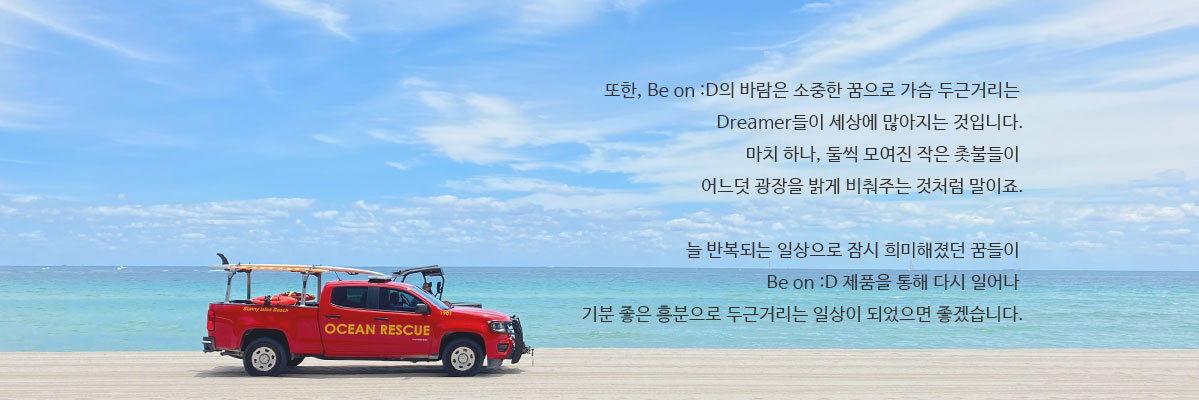 또한, Be on :D의 바람은 소중한 꿈으로 가슴 두근거리는
Dreamer들이 세상에 많아지는 것입니다.
마치 하나, 둘씩 모여진 작은 촛불들이
어느덧 광장을 밝게 비춰주는 것처럼 말이죠.
늘 반복되는 일상으로 잠시 희미해졌던 꿈들이
Be on :D 제품을 통해 다시 일어나
기분 좋은 흥분으로 두근거리는 일상이 되었으면 좋겠습니다.
Sunny Isles Beach
1901
OCEAN RESCUE